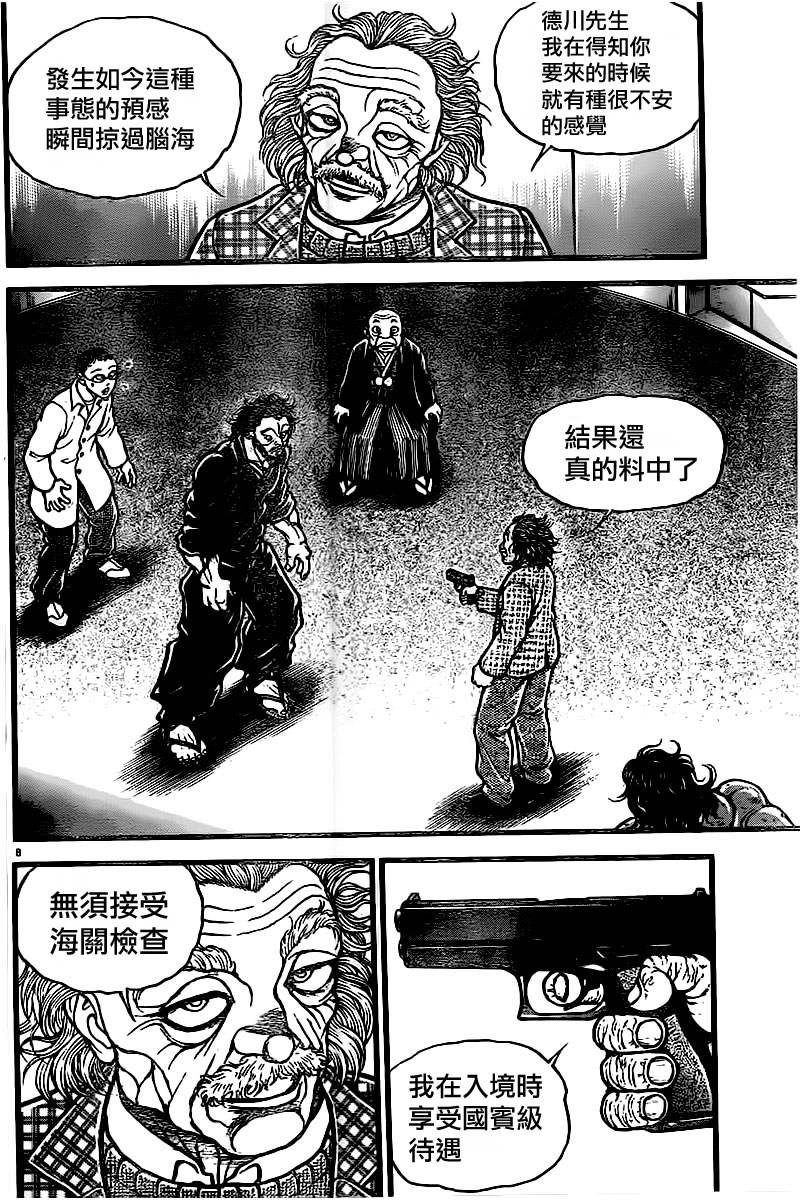 德川先生
我在得知你
要來的時候
就有種很不安
的感覺
發生如今這種
事態的預感
瞬間掠過腦海
結果還
真的料中了
8
我在入境時
享受國賓級
待遇
無須接受
海關檢查